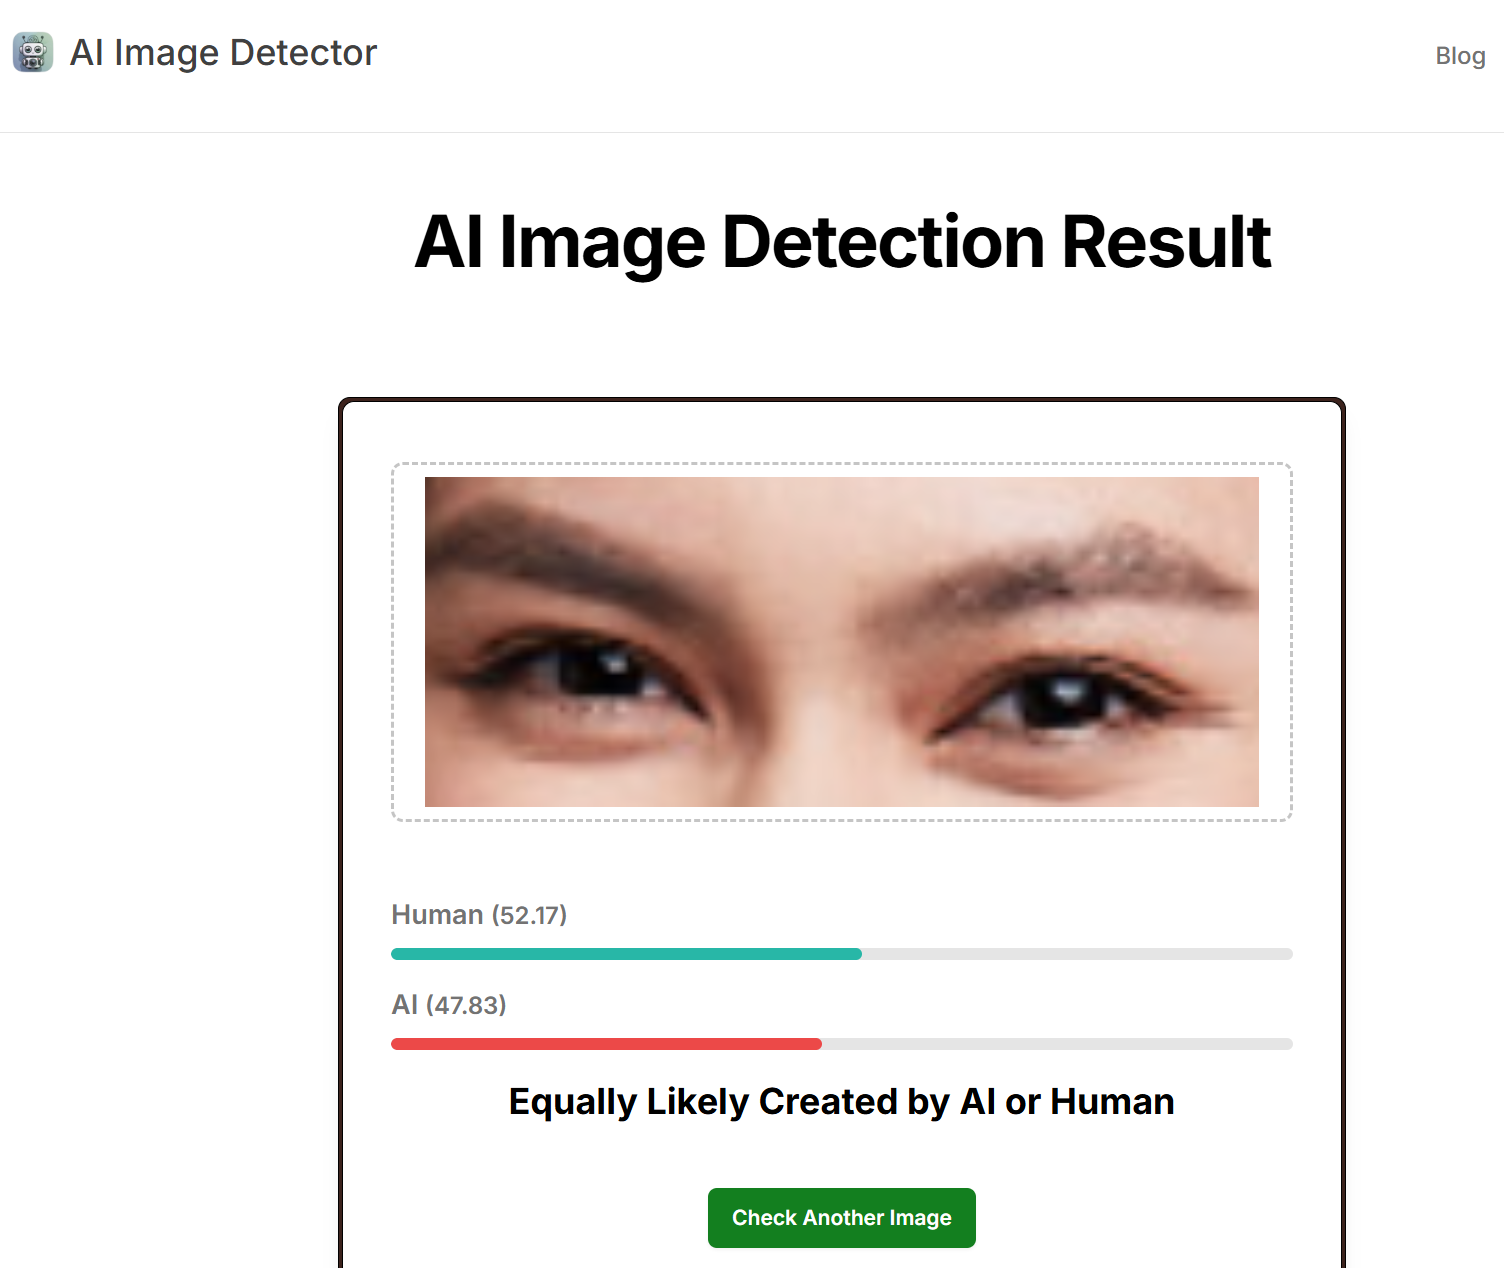 AI Image Detector
Blog
AI Image Detection Result
Human (52.17)
AI (47.83)
Equally Likely Created by AI or Human
Check Another Image